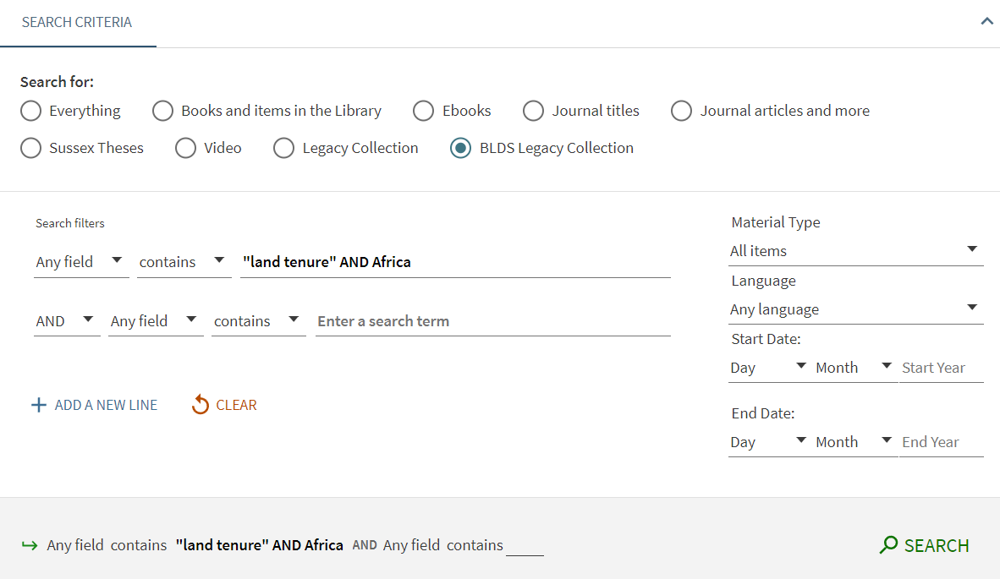 SEARCH CRITERIA
Search for:
Everything Books and items in the Library Ebooks Journal titles Journal articles and more
Sussex Theses Video Legacy Collection BLDS Legacy Collection
Search filters
Any field contains "land tenure" AND Africa
AND Any field contains Enter a search term
ADD A NEW LINE CLEAR
Material Type
All items
Language
Any language
Start Date:
Day Month Start Year
End Date:
Day Month End Year
Any field contains "land tenure" AND Africa AND Any field contains SEARCH